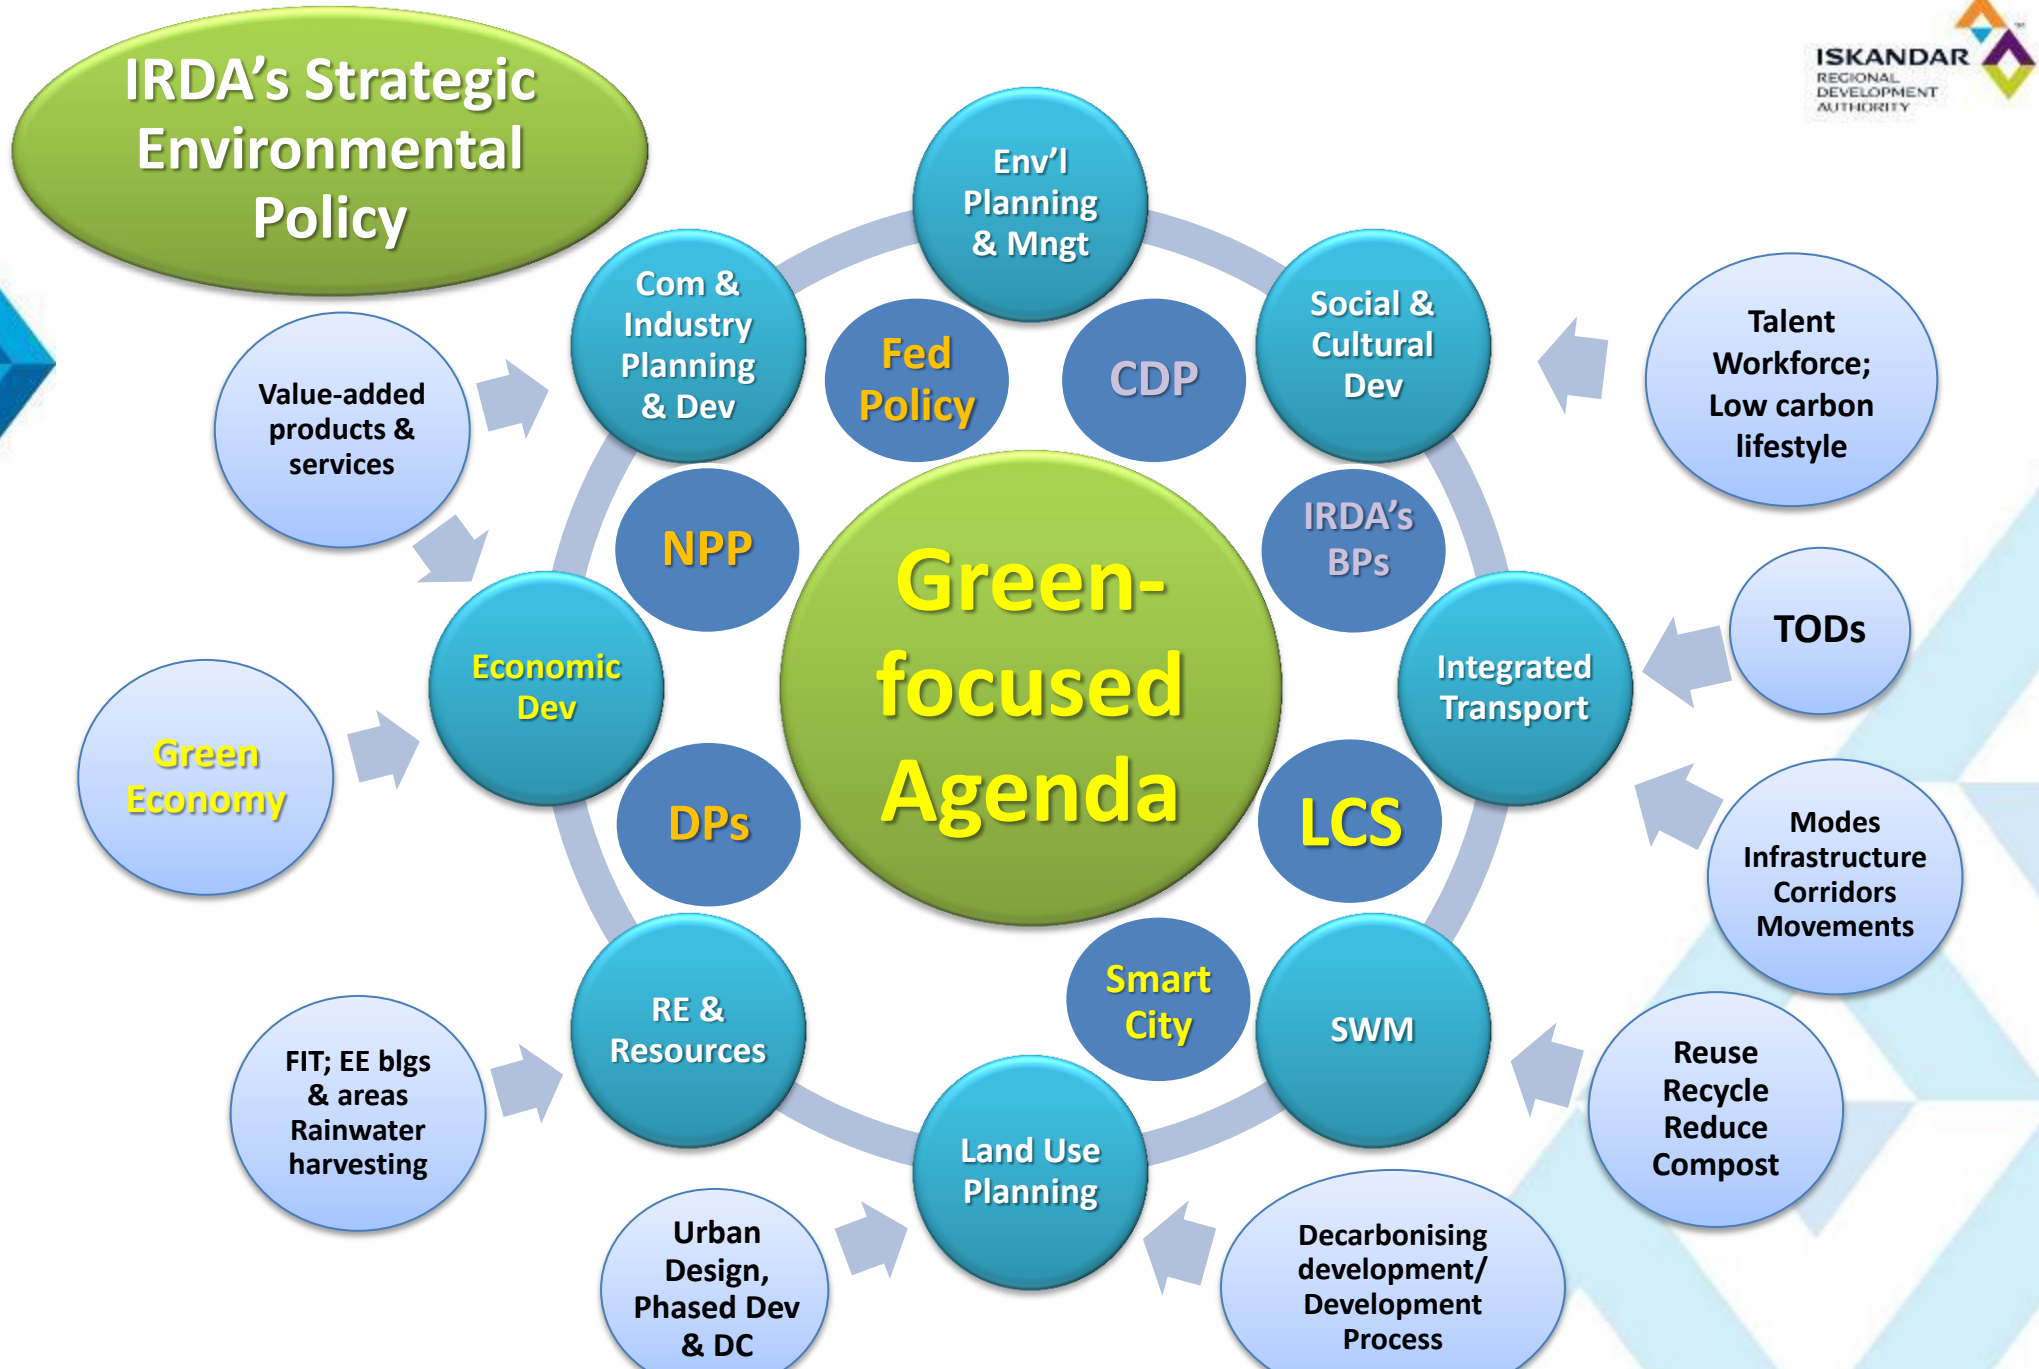 IRDA's Strategic
Environmental
Policy
ISKANDAR
REGIONAL
DEVELOPMENT
AUTHORITY
Env'l
Planning
& Mngt
Com &
Industry
Planning
& Dev
Social &
Cultural
Dev
Talent
Workforce;
Low carbon
lifestyle
Value-added
products &
services
Fed
Policy
CDP
NPP
IRDA's
BPs
Green-
focused
Agenda
Economic
Dev
Integrated
Transport
TODs
Green
Economy
DPs
LCS
Modes
Infrastructure
Corridors
Movements
Smart
City
RE &
Resources
SWM
FIT; EE blgs
& areas
Rainwater
harvesting
Reuse
Recycle
Reduce
Compost
Land Use
Planning
Urban
Design,
Phased Dev
& DC
Decarbonising
development/
Development
Process